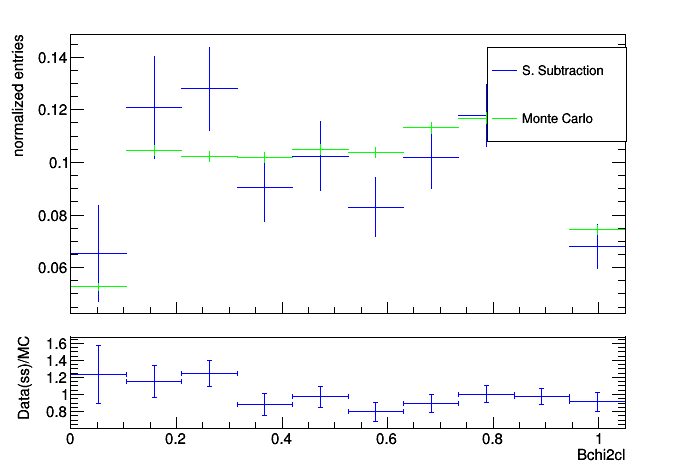 normalized entries
0.14
0.12
0.1
0.08
0.06
S. Subtraction
Monte Carlo
Data(ss)/MC
1.6
1.4
1.2
1
0.8
0 0.2 0.4 0.6 0.8 1
Bchi2cl